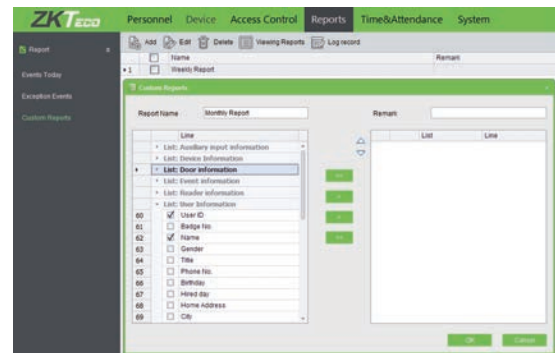 ZKTeco
Personnel Device Access Control Reports Time&Attendance System
Report
Add Edit Delete Viewing Reports Log record
Name Remark
1 Weekly Report
Events Today
Exception Events
Custom Reports
Custom Reports
Report Name Monthly Report Remark
Line List Line
List: Auxiliary input information
List: Device Information
List: Door information
List: Event information
List: Reader information
List: User Information
60 User ID
61 Badge No.
62 Name
63 Gender
64 Title
65 Phone No.
66 Birthday
67 Hired day
68 Home Address
69 City
OK Cancel